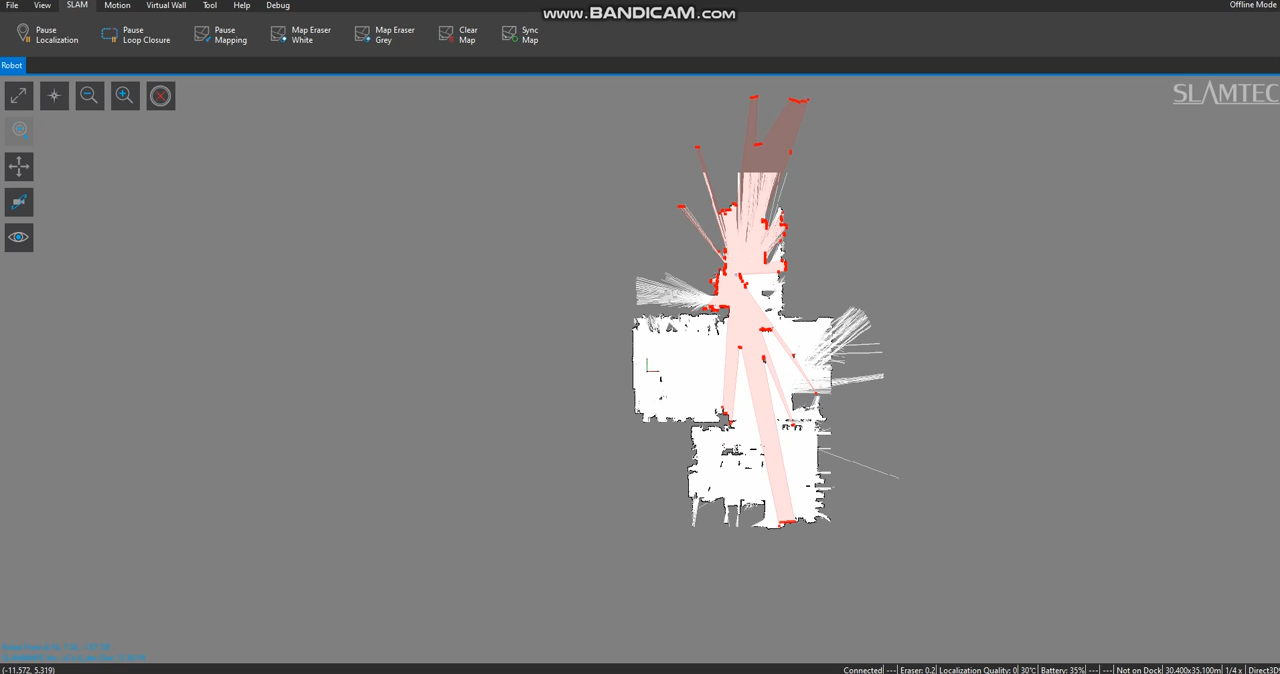 File View SLAM Motion Virtual Wall Tool Help Debug
www.BANDICAM.com
Offline Mode
Pause Localization
Pause Loop Closure
Pause Mapping
Map Eraser White
Map Eraser Grey
Clear Map
Sync Map
Robot
SLAMTEC
(-11.572, 5.319)
Connected --- Eraser: 0.2 Localization Quality: 0 30°C Battery: 35% --- --- Not on Dock 30.400x35.100m 1/4 x Direct3D9